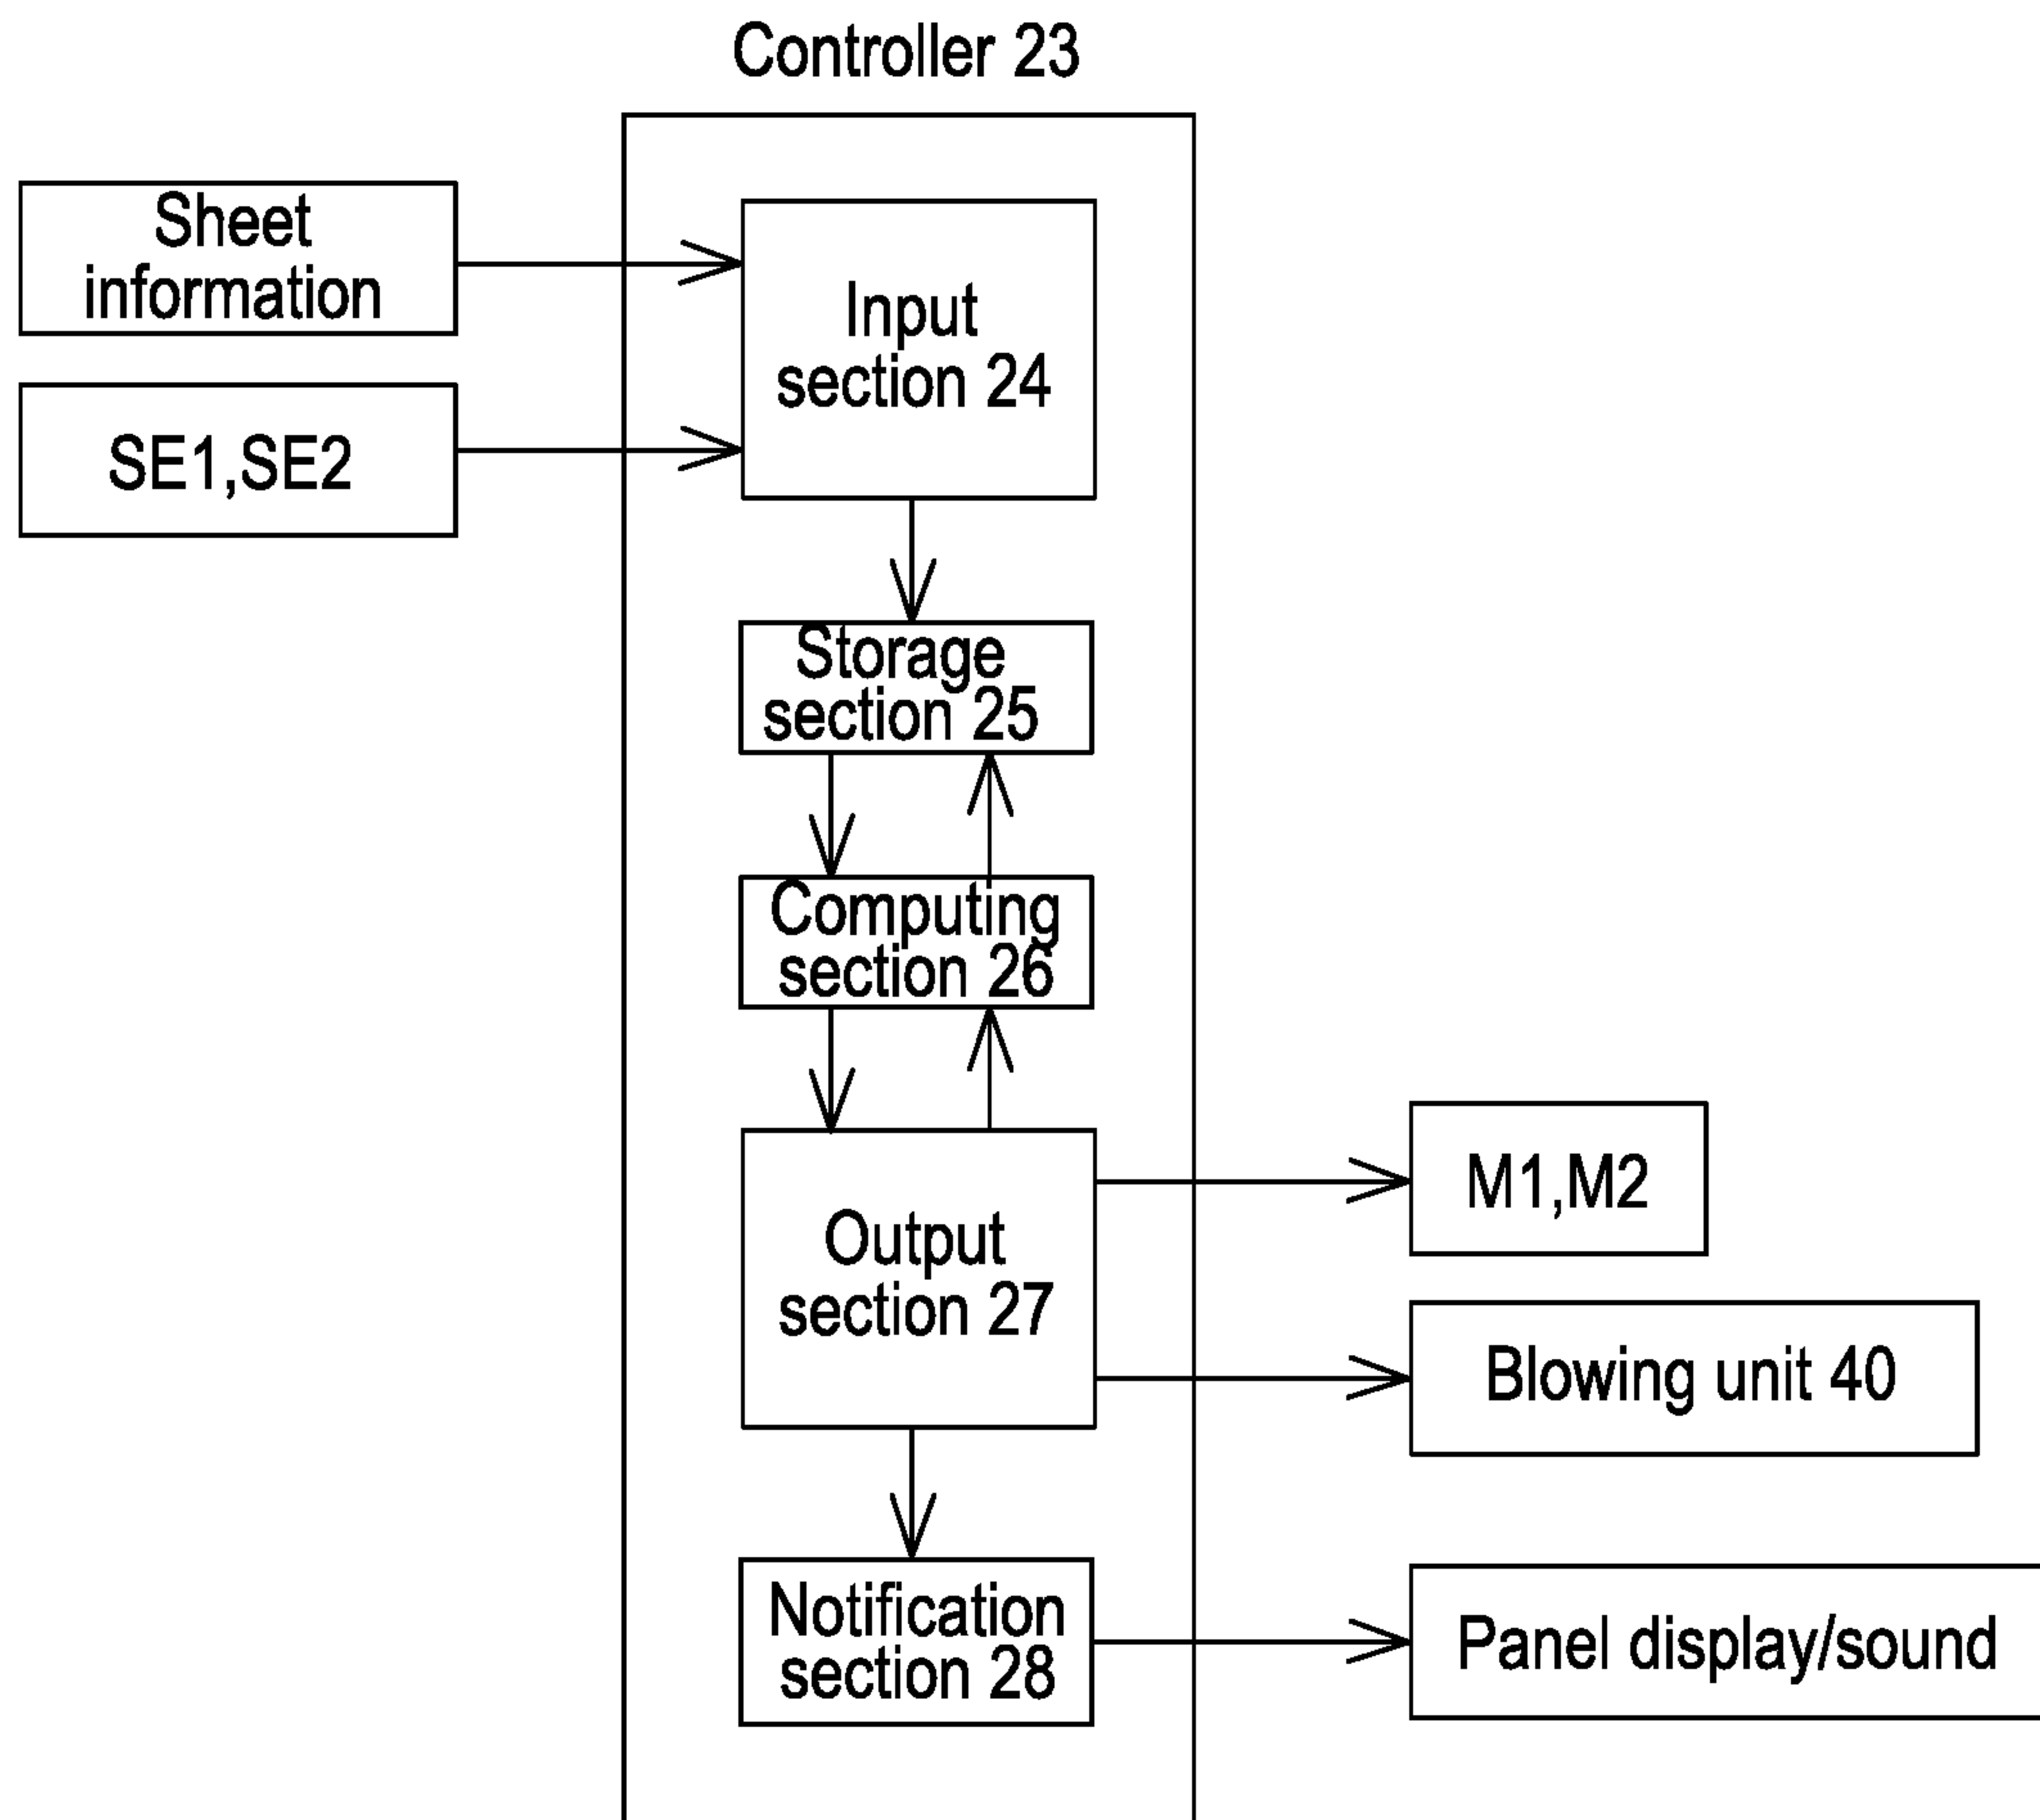 Controller 23
Sheet
information
SE1,SE2
Input
section 24
Storage
section 25
Computing
section 26
Output
section 27
M1,M2
Blowing unit 40
Notification
section 28
Panel display/sound